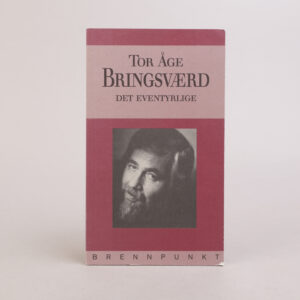 TOR ÅGE
BRINGSVÆRD
DET EVENTYRLIGE
BRENNPUNKT